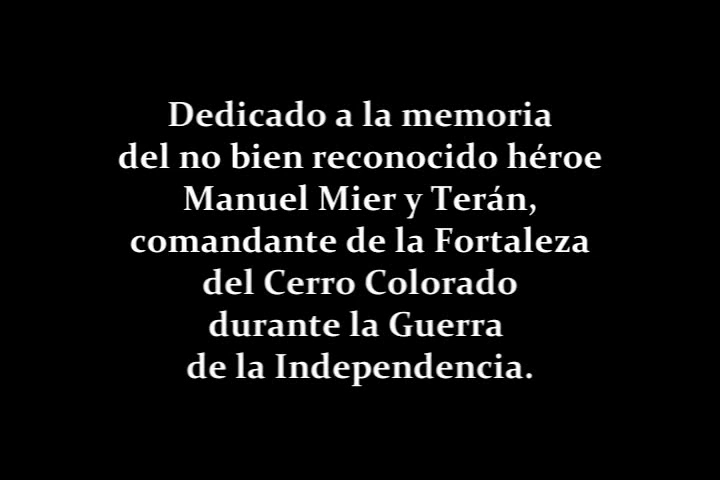 Dedicado a la memoria
del no bien reconocido héroe
Manuel Mier y Terán,
comandante de la Fortaleza
del Cerro Colorado
durante la Guerra
de la Independencia.